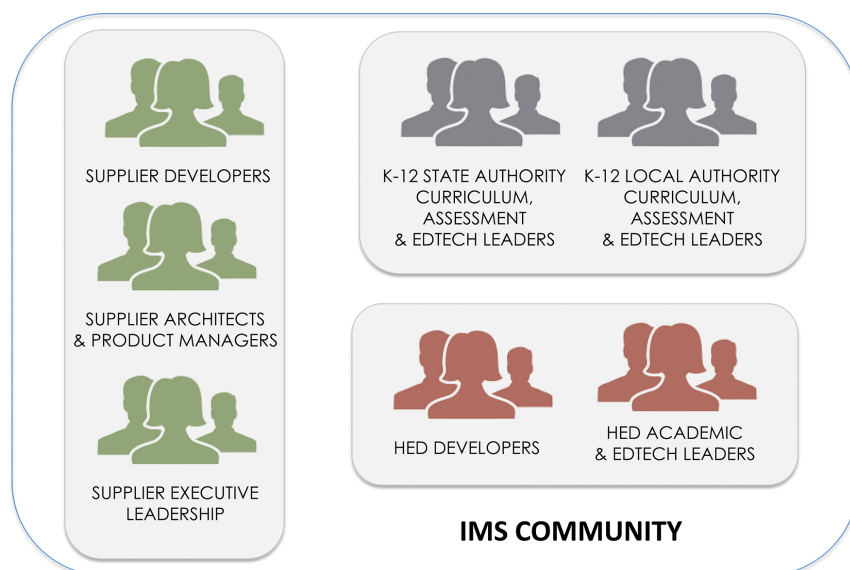 SUPPLIER DEVELOPERS
SUPPLIER ARCHITECTS
& PRODUCT MANAGERS
SUPPLIER EXECUTIVE
LEADERSHIP
K-12 STATE AUTHORITY
CURRICULUM,
ASSESSMENT
& EDTECH LEADERS
K-12 LOCAL AUTHORITY
CURRICULUM,
ASSESSMENT
& EDTECH LEADERS
HED DEVELOPERS
HED ACADEMIC
& EDTECH LEADERS
IMS COMMUNITY